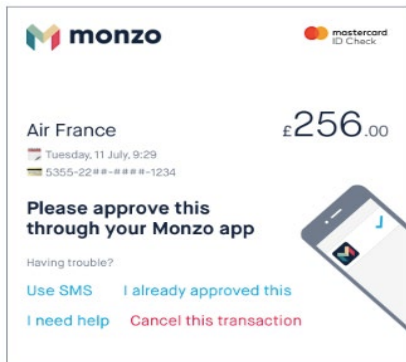 monzo
mastercard
ID Check
Air France
£256.00
Tuesday, 11 July, 9:29
5355-22##-####-1234
Please approve this
through your Monzo app
Having trouble?
Use SMS I already approved this
I need help Cancel this transaction